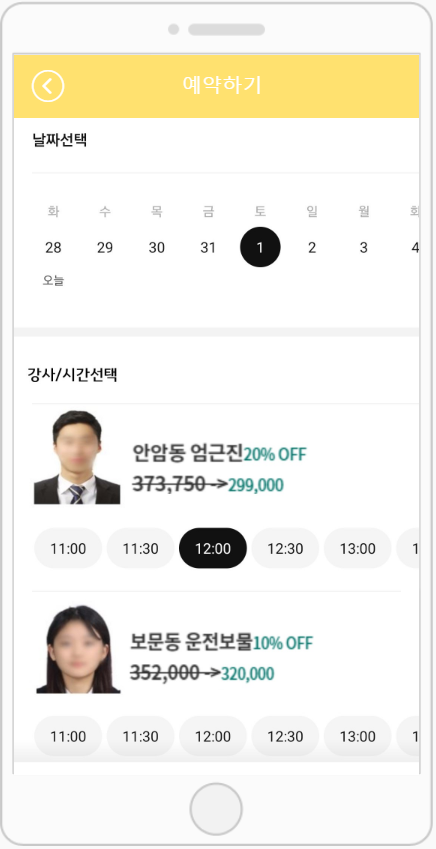 예약하기
날짜선택
화 수 목 금 토 일 월 화
28 29 30 31 1 2 3 4
오늘
강사/시간선택
안암동 엄근진20% OFF
373,750 ->299,000
11:00 11:30 12:00 12:30 13:00 1
보문동 운전보물10% OFF
352,000 ->320,000
11:00 11:30 12:00 12:30 13:00 1